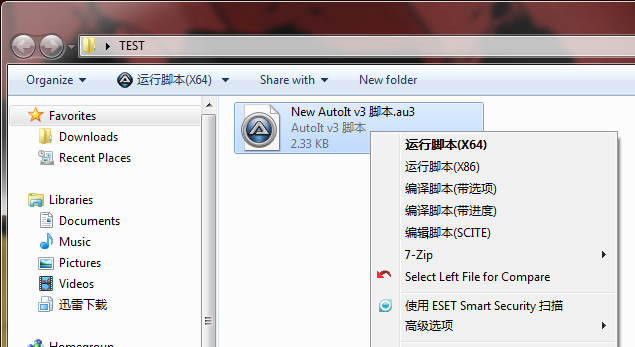 TEST
Organize
运行脚本(X64)
Share with
New folder
Favorites
Downloads
Recent Places
Libraries
Documents
Music
Pictures
Videos
迅雷下载
Homegroup
New AutoIt v3 脚本.au3
AutoIt v3 脚本
2.33 KB
运行脚本(X64)
运行脚本(X86)
编译脚本(带选项)
编译脚本(带进度)
编辑脚本(SCITE)
7-Zip
Select Left File for Compare
使用 ESET Smart Security 扫描
高级选项